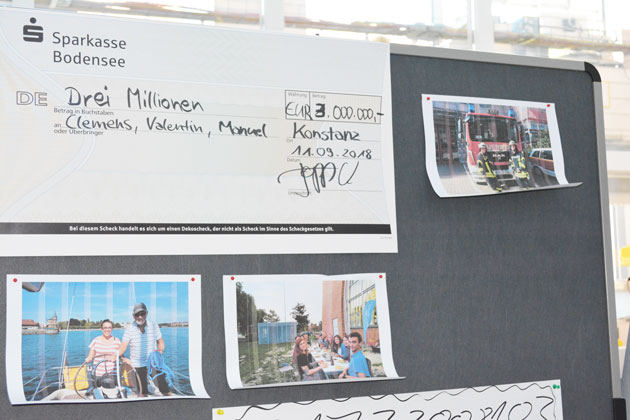 Sparkasse
Bodensee
DE Drei Millionen
Währung Betrag
EUR 3.000.000,-
Betrag in Buchstaben
an Clemens, Valentin, Manuel
oder Überbringer
Konstanz
Ort
11.09.2018
Datum
Bei diesem Scheck handelt es sich um einen Dekoscheck, der nicht als Scheck im Sinne des Scheckgesetzes gilt.